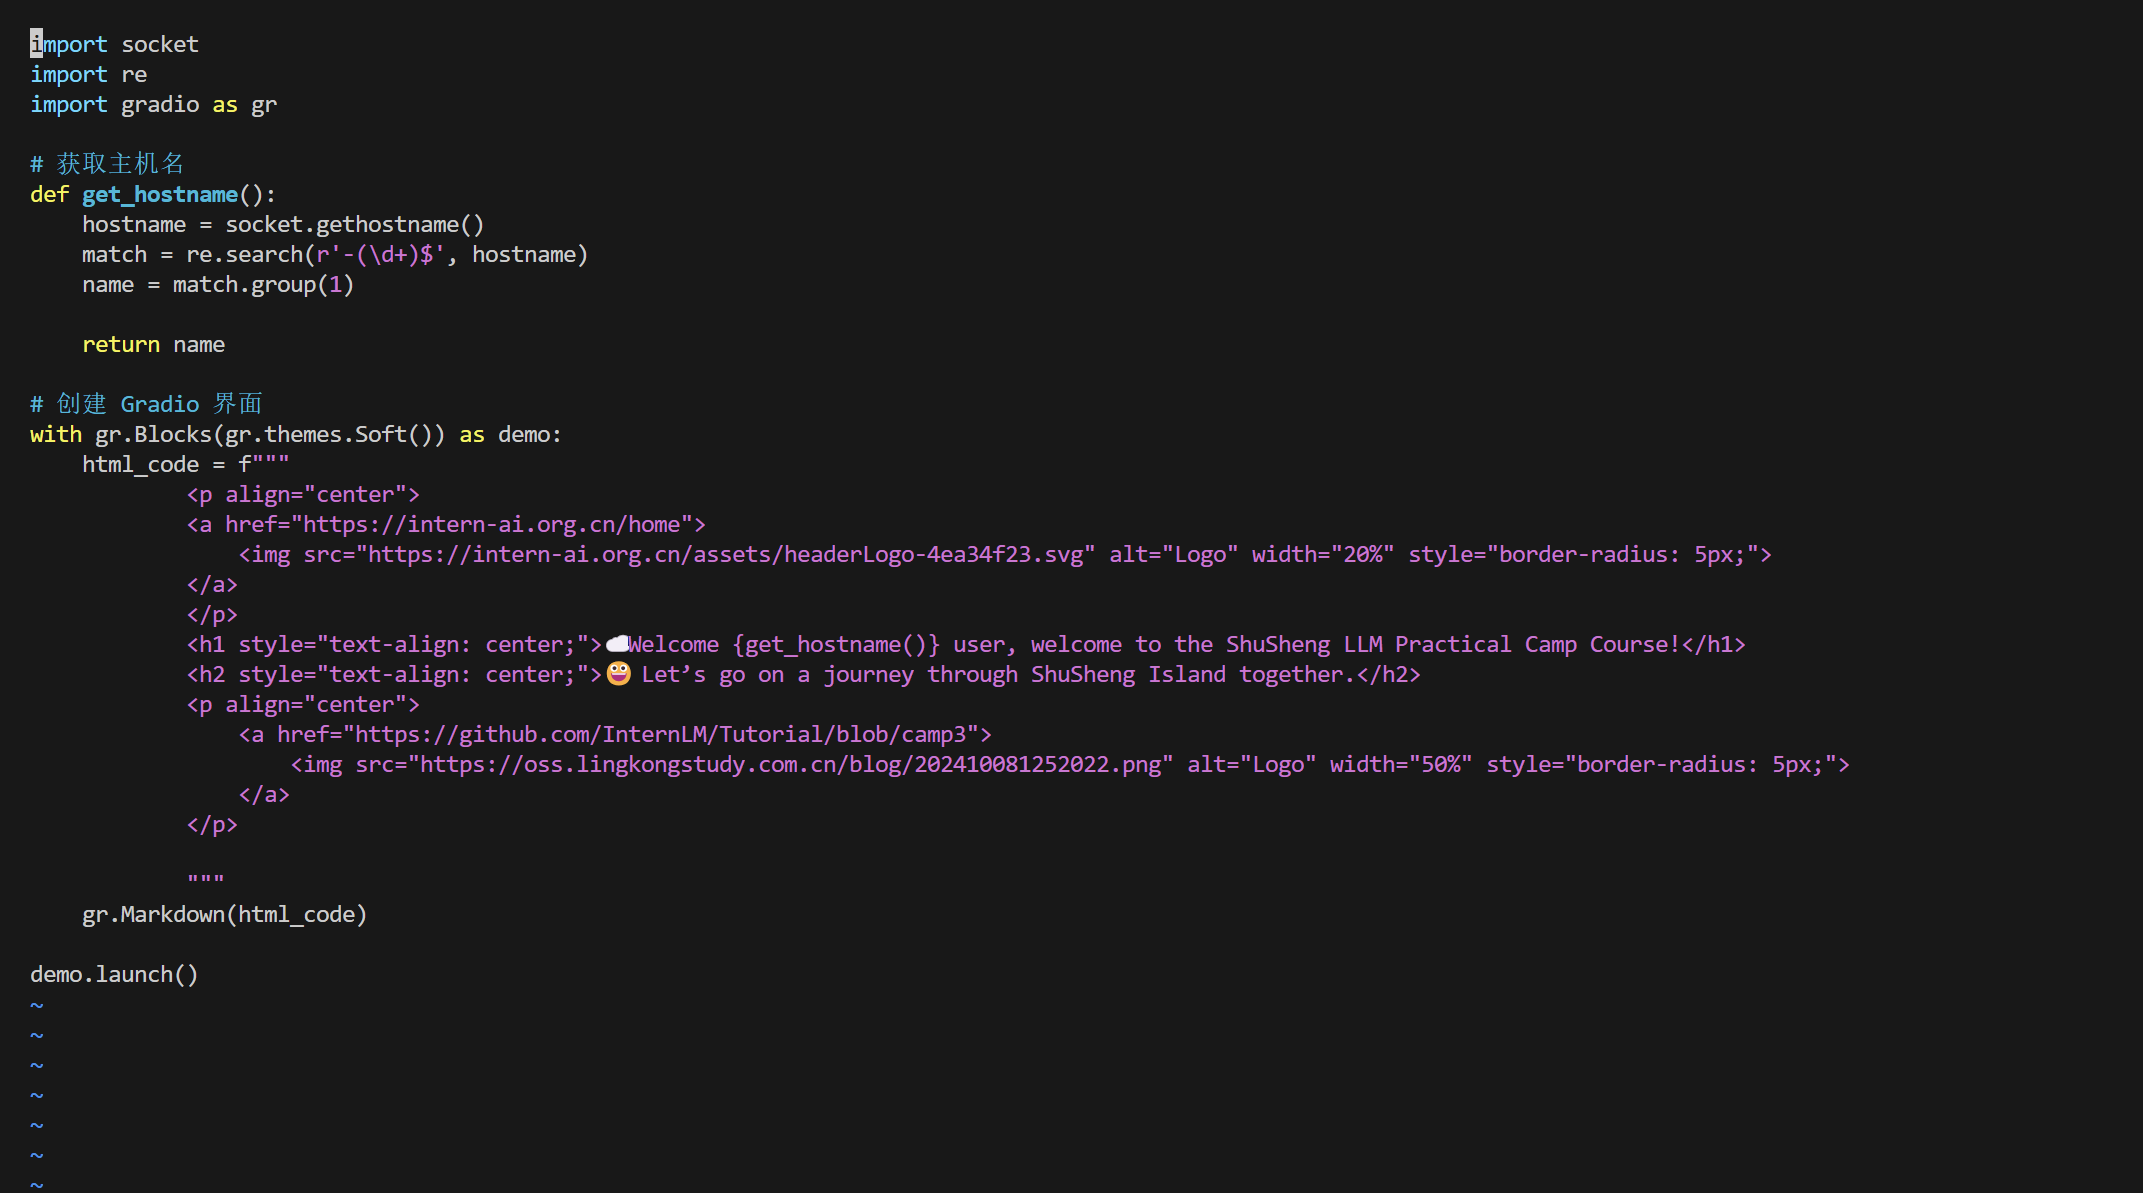 import socket
import re
import gradio as gr

# 获取主机名
def get_hostname():
    hostname = socket.gethostname()
    match = re.search(r'-(\d+)$', hostname)
    name = match.group(1)

    return name

# 创建 Gradio 界面
with gr.Blocks(gr.themes.Soft()) as demo:
    html_code = f"""
            <p align="center">
            <a href="https://intern-ai.org.cn/home">
                <img src="https://intern-ai.org.cn/assets/headerLogo-4ea34f23.svg" alt="Logo" width="20%" style="border-radius: 5px;">
            </a>
            </p>
            <h1 style="text-align: center;">☁️Welcome {get_hostname()} user, welcome to the ShuSheng LLM Practical Camp Course!</h1>
            <h2 style="text-align: center;">😀 Let’s go on a journey through ShuSheng Island together.</h2>
            <p align="center">
                <a href="https://github.com/InternLM/Tutorial/blob/camp3">
                    <img src="https://oss.lingkongstudy.com.cn/blog/202410081252022.png" alt="Logo" width="50%" style="border-radius: 5px;">
                </a>
            </p>

            """
    gr.Markdown(html_code)

demo.launch()
~
~
~
~
~
~
~